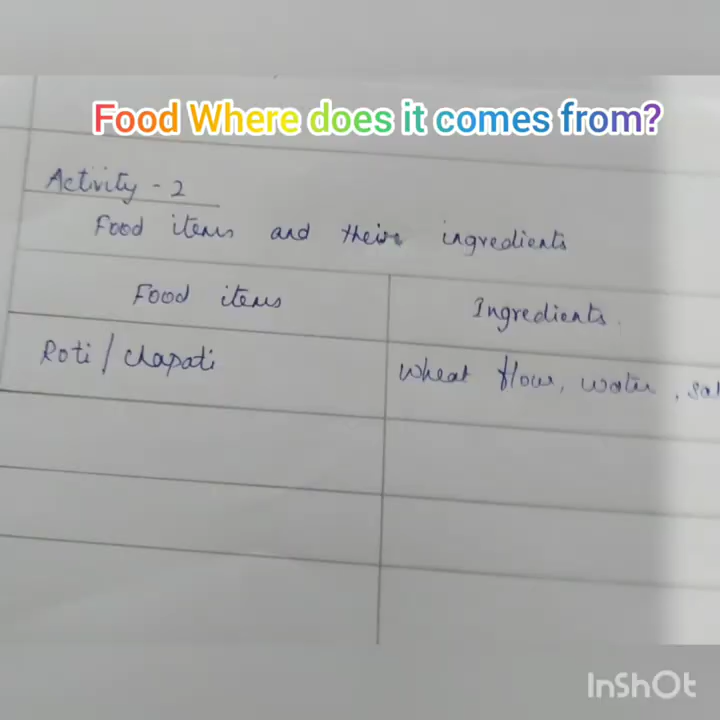 Food Where does it comes from?
Activity - 2
Food items and their ingredients
Food items
Ingredients.
Roti / chapati
wheat flour, water, sal
InShOt